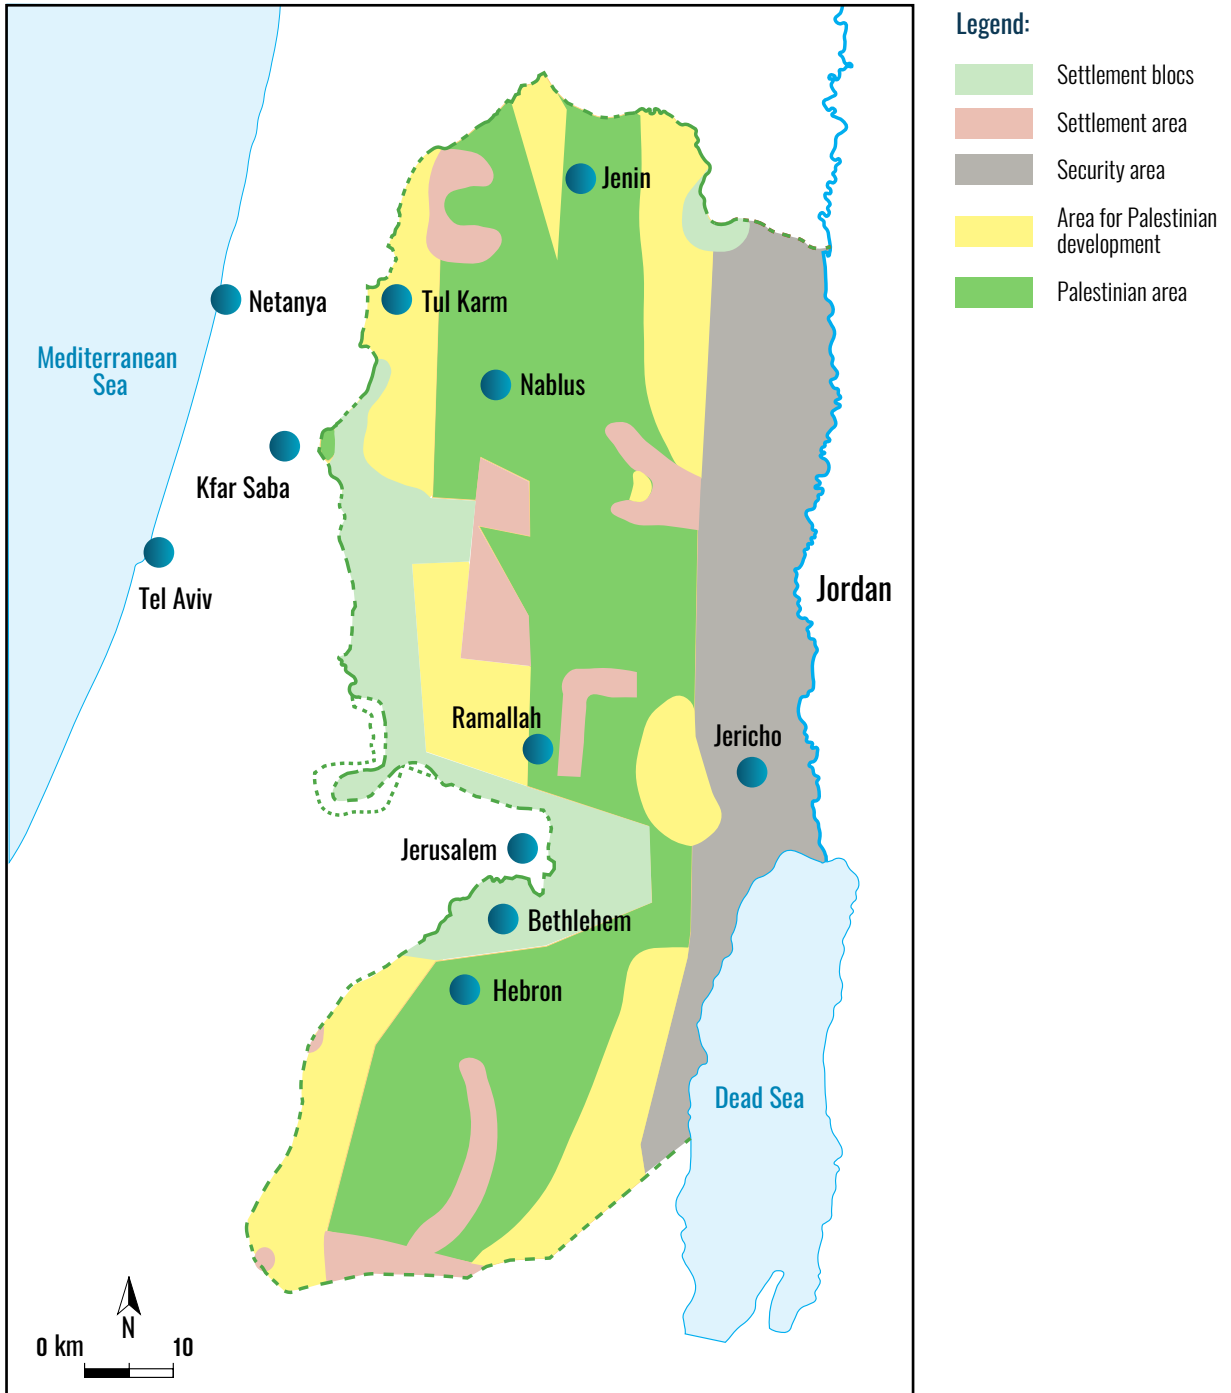 Legend:
Settlement blocs
Settlement area
Security area
Area for Palestinian
development
Palestinian area
Jenin
Netanya
Tul Karm
Mediterranean
Sea
Nablus
Kfar Saba
Tel Aviv
Jordan
Ramallah
Jericho
Jerusalem
Bethlehem
Hebron
Dead Sea
N
0 km 10